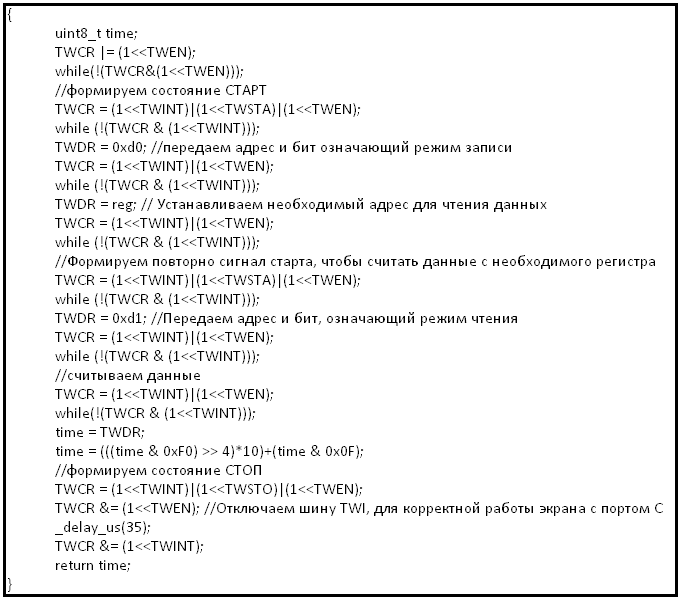 {
uint8_t time;
TWCR |= (1<<TWEN);
while(!(TWCR&(1<<TWEN)));
//формируем состояние СТАРТ
TWCR = (1<<TWINT)|(1<<TWSTA)|(1<<TWEN);
while (!(TWCR & (1<<TWINT)));
TWDR = 0xd0; //передаем адрес и бит означающий режим записи
TWCR = (1<<TWINT)|(1<<TWEN);
while (!(TWCR & (1<<TWINT)));
TWDR = reg; // Устанавливаем необходимый адрес для чтения данных
TWCR = (1<<TWINT)|(1<<TWEN);
while (!(TWCR & (1<<TWINT)));
//Формируем повторно сигнал старта, чтобы считать данные с необходимого регистра
TWCR = (1<<TWINT)|(1<<TWSTA)|(1<<TWEN);
while (!(TWCR & (1<<TWINT)));
TWDR = 0xd1; //Передаем адрес и бит, означающий режим чтения
TWCR = (1<<TWINT)|(1<<TWEN);
while (!(TWCR & (1<<TWINT)));
//считываем данные
TWCR = (1<<TWINT)|(1<<TWEN);
while(!(TWCR & (1<<TWINT)));
time = TWDR;
time = (((time & 0xF0) >> 4)*10)+(time & 0x0F);
//формируем состояние СТОП
TWCR = (1<<TWINT)|(1<<TWSTO)|(1<<TWEN);
TWCR &= (1<<TWEN); //Отключаем шину TWI, для корректной работы экрана с портом С
_delay_us(35);
TWCR &= (1<<TWINT);
return time;
}